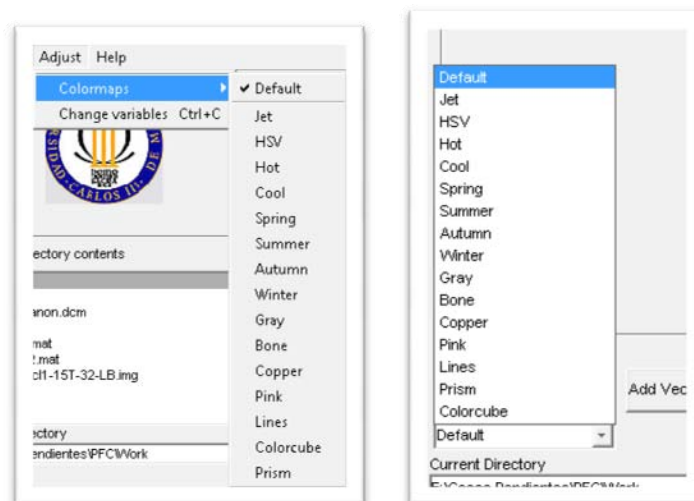 Adjust Help
Colormaps
Change variables Ctrl+C
✔ Default
Jet
HSV
Hot
Cool
Spring
Summer
Autumn
Winter
Gray
Bone
Copper
Pink
Lines
Colorcube
Prism
CARLOS III
ectory contents
anon.dcm
mat
2.mat
cl1-15T-32-LB.img
ectory
endientes\PFC\Work
Default
Jet
HSV
Hot
Cool
Spring
Summer
Autumn
Winter
Gray
Bone
Copper
Pink
Lines
Prism
Colorcube
Default
Add Vec
Current Directory